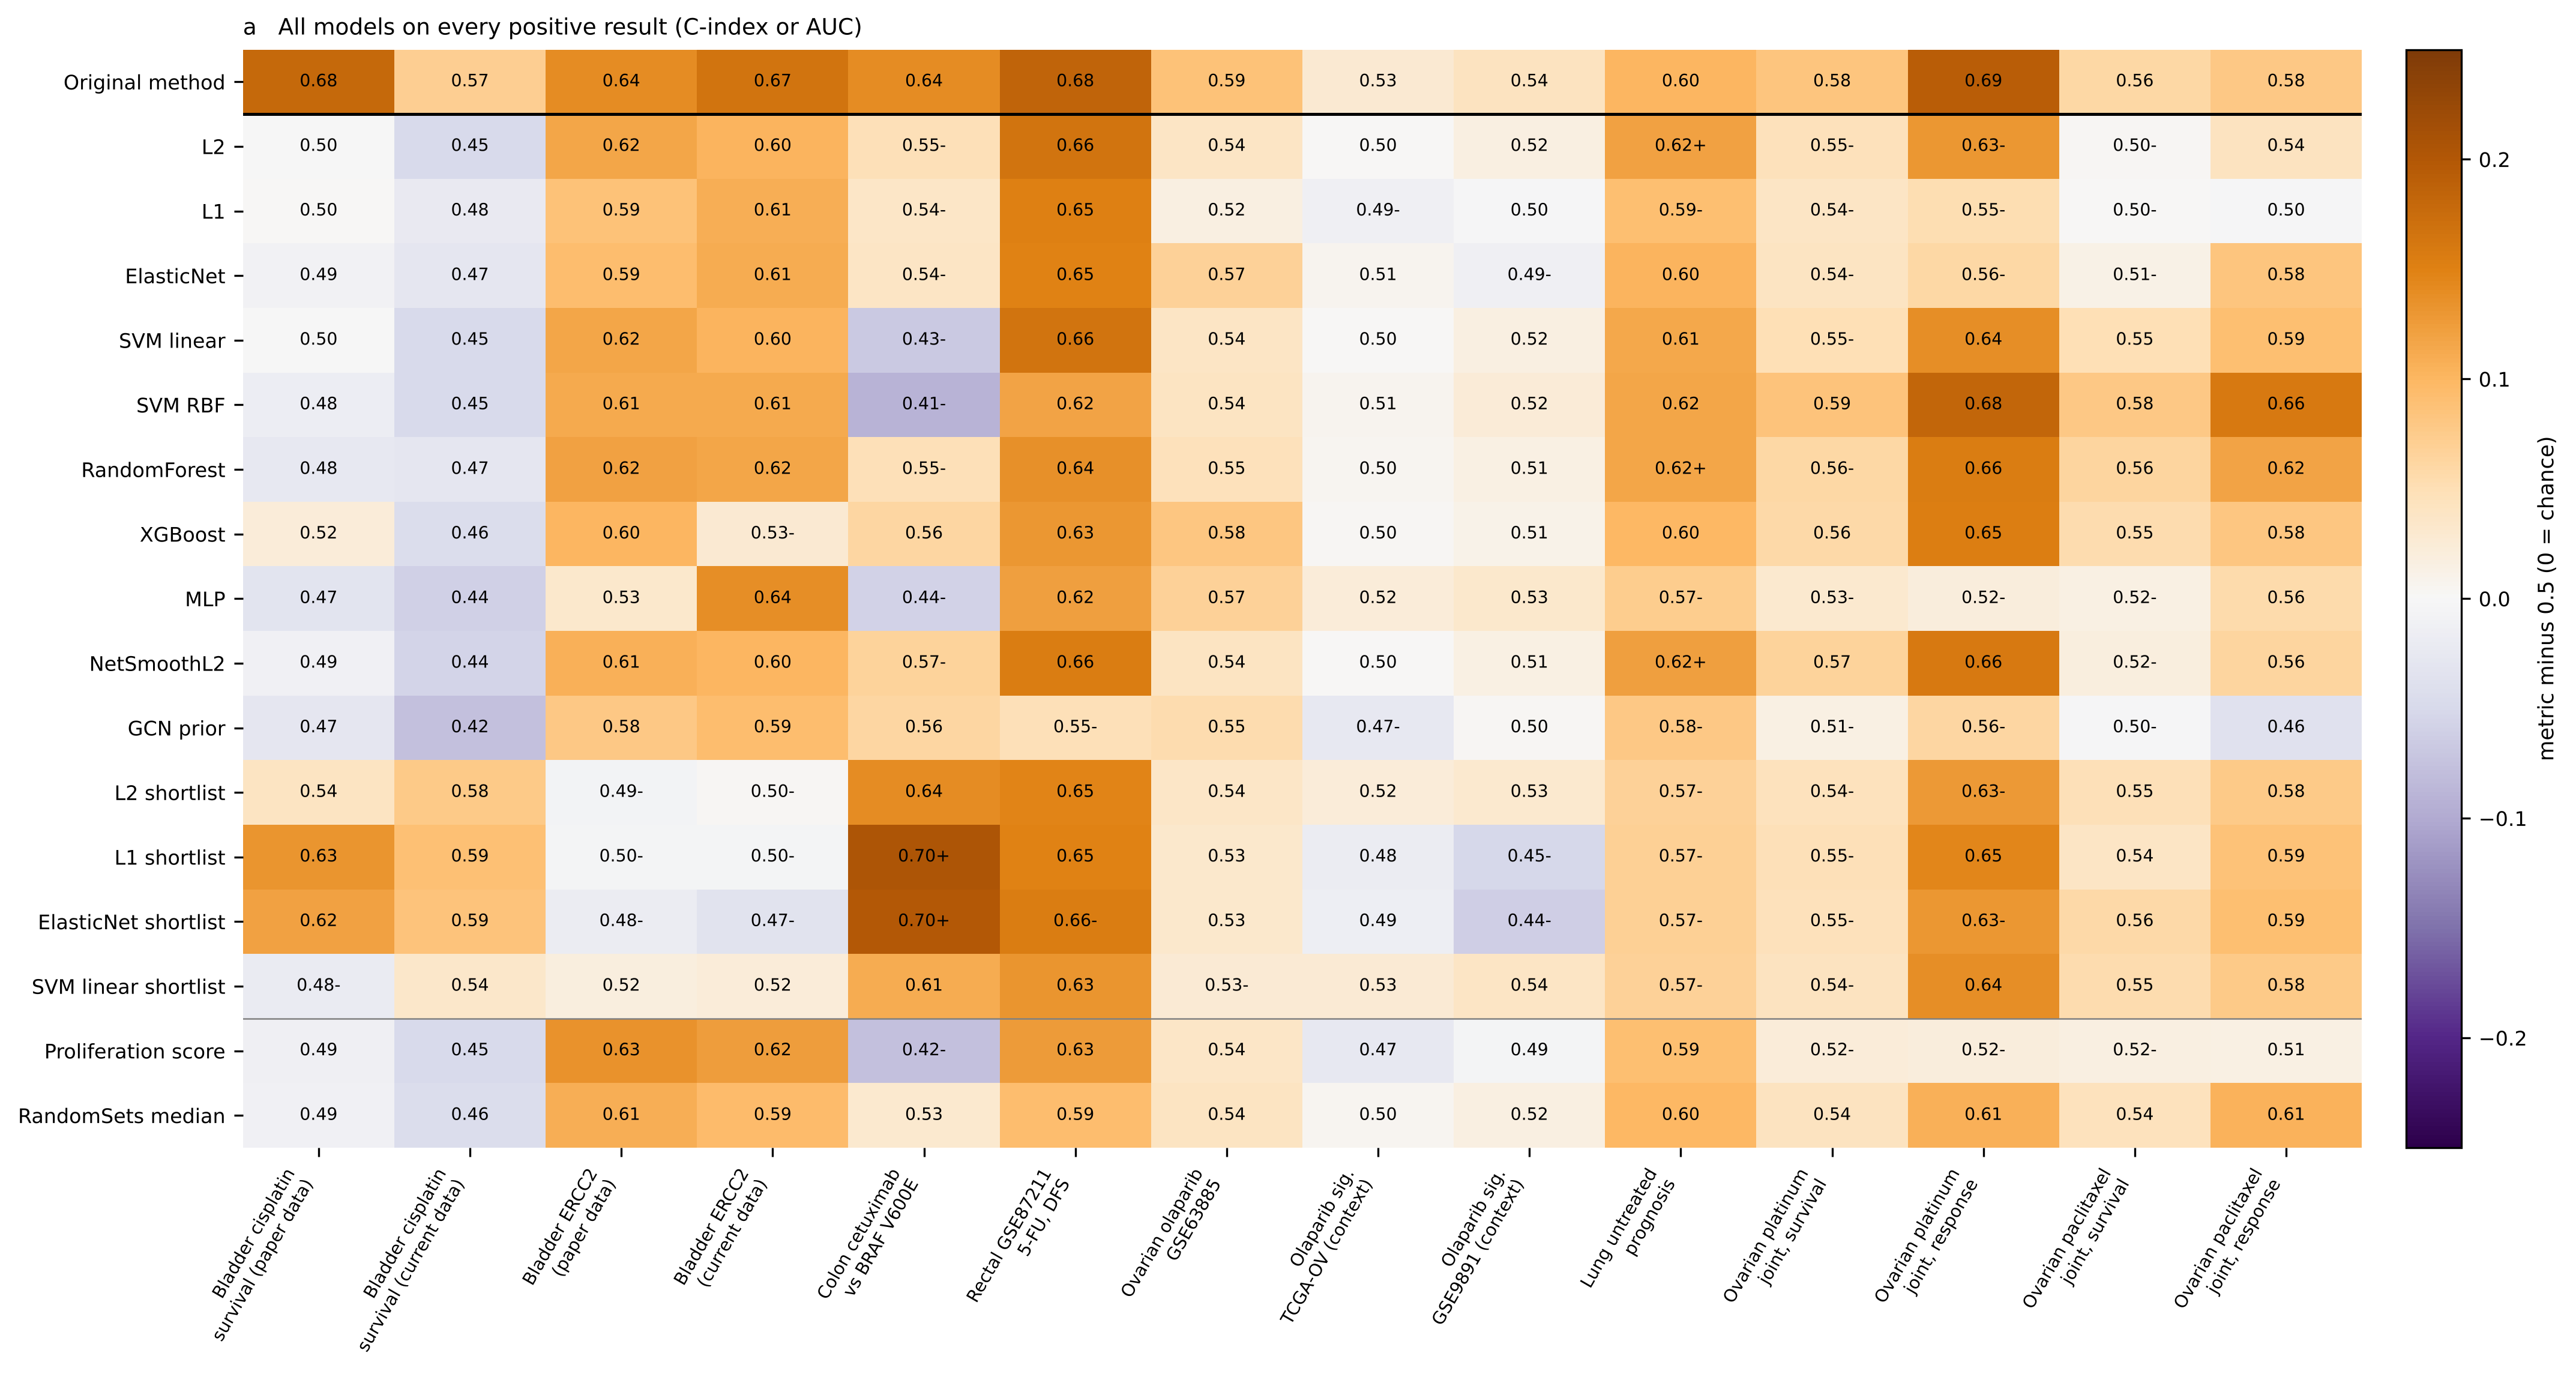 a All models on every positive result (C-index or AUC)
Original method 0.68 0.57 0.64 0.67 0.64 0.68 0.59 0.53 0.54 0.60 0.58 0.69 0.56 0.58
L2 0.50 0.45 0.62 0.60 0.55- 0.66 0.54 0.50 0.52 0.62+ 0.55- 0.63- 0.50- 0.54
L1 0.50 0.48 0.59 0.61 0.54- 0.65 0.52 0.49- 0.50 0.59- 0.54- 0.55- 0.50- 0.50
ElasticNet 0.49 0.47 0.59 0.61 0.54- 0.65 0.57 0.51 0.49- 0.60 0.54- 0.56- 0.51- 0.58
SVM linear 0.50 0.45 0.62 0.60 0.43- 0.66 0.54 0.50 0.52 0.61 0.55- 0.64 0.55 0.59
SVM RBF 0.48 0.45 0.61 0.61 0.41- 0.62 0.54 0.51 0.52 0.62 0.59 0.68 0.58 0.66
RandomForest 0.48 0.47 0.62 0.62 0.55- 0.64 0.55 0.50 0.51 0.62+ 0.56- 0.66 0.56 0.62
XGBoost 0.52 0.46 0.60 0.53- 0.56 0.63 0.58 0.50 0.51 0.60 0.56 0.65 0.55 0.58
MLP 0.47 0.44 0.53 0.64 0.44- 0.62 0.57 0.52 0.53 0.57- 0.53- 0.52- 0.52- 0.56
NetSmoothL2 0.49 0.44 0.61 0.60 0.57- 0.66 0.54 0.50 0.51 0.62+ 0.57 0.66 0.52- 0.56
GCN prior 0.47 0.42 0.58 0.59 0.56 0.55- 0.55 0.47- 0.50 0.58- 0.51- 0.56- 0.50- 0.46
L2 shortlist 0.54 0.58 0.49- 0.50- 0.64 0.65 0.54 0.52 0.53 0.57- 0.54- 0.63- 0.55 0.58
L1 shortlist 0.63 0.59 0.50- 0.50- 0.70+ 0.65 0.53 0.48 0.45- 0.57- 0.55- 0.65 0.54 0.59
ElasticNet shortlist 0.62 0.59 0.48- 0.47- 0.70+ 0.66- 0.53 0.49 0.44- 0.57- 0.55- 0.63- 0.56 0.59
SVM linear shortlist 0.48- 0.54 0.52 0.52 0.61 0.63 0.53- 0.53 0.54 0.57- 0.54- 0.64 0.55 0.58
Proliferation score 0.49 0.45 0.63 0.62 0.42- 0.63 0.54 0.47 0.49 0.59 0.52- 0.52- 0.52- 0.51
RandomSets median 0.49 0.46 0.61 0.59 0.53 0.59 0.54 0.50 0.52 0.60 0.54 0.61 0.54 0.61
Bladder cisplatin
survival (paper data)
Bladder cisplatin
survival (current data)
Bladder ERCC2
(paper data)
Bladder ERCC2
(current data)
Colon cetuximab
vs BRAF V600E
Rectal GSE87211
5-FU, DFS
Ovarian olaparib
GSE63885
Olaparib sig.
TCGA-OV (context)
Olaparib sig.
GSE9891 (context)
Lung untreated
prognosis
Ovarian platinum
joint, survival
Ovarian platinum
joint, response
Ovarian paclitaxel
joint, survival
Ovarian paclitaxel
joint, response
0.2
0.1
0.0
−0.1
−0.2
metric minus 0.5 (0 = chance)